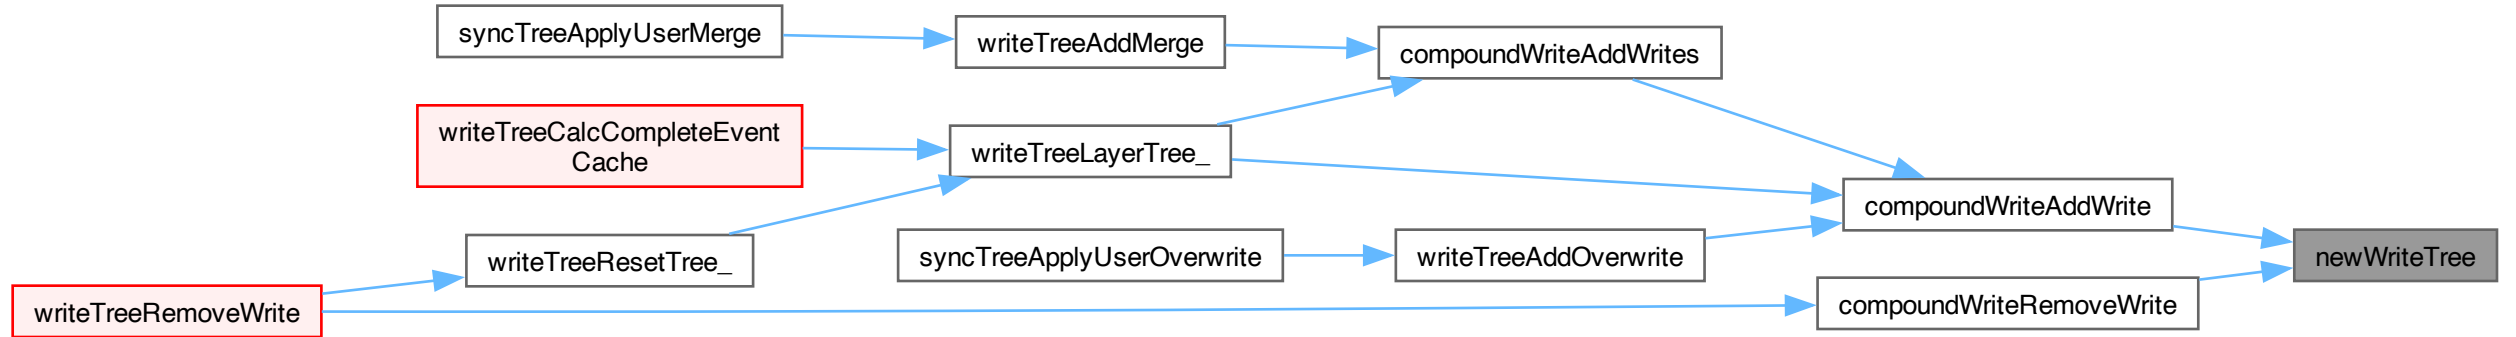 syncTreeApplyUserMerge
writeTreeAddMerge
compoundWriteAddWrites
writeTreeCalcCompleteEvent
Cache
writeTreeLayerTree_
compoundWriteAddWrite
writeTreeResetTree_
syncTreeApplyUserOverwrite
writeTreeAddOverwrite
newWriteTree
writeTreeRemoveWrite
compoundWriteRemoveWrite